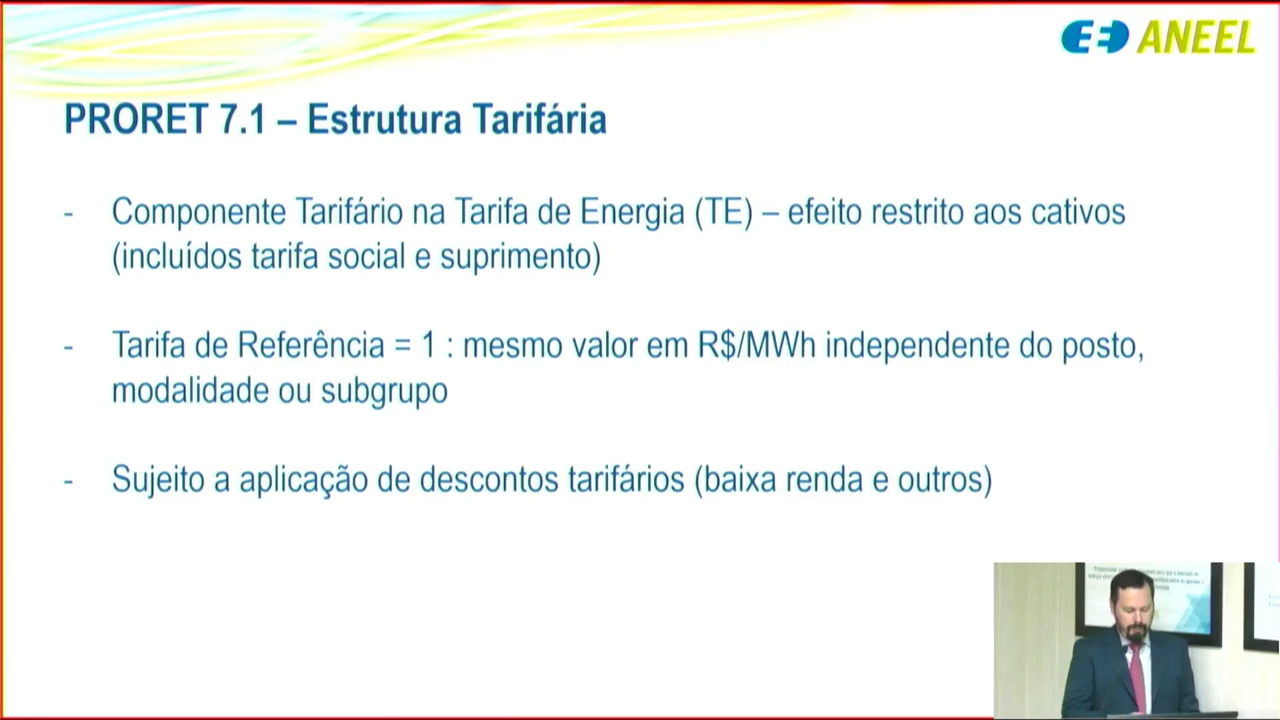 ANEEL
PRORET 7.1 – Estrutura Tarifária
- Componente Tarifário na Tarifa de Energia (TE) – efeito restrito aos cativos
(incluídos tarifa social e suprimento)
- Tarifa de Referência = 1 : mesmo valor em R$/MWh independente do posto,
modalidade ou subgrupo
- Sujeito a aplicação de descontos tarifários (baixa renda e outros)